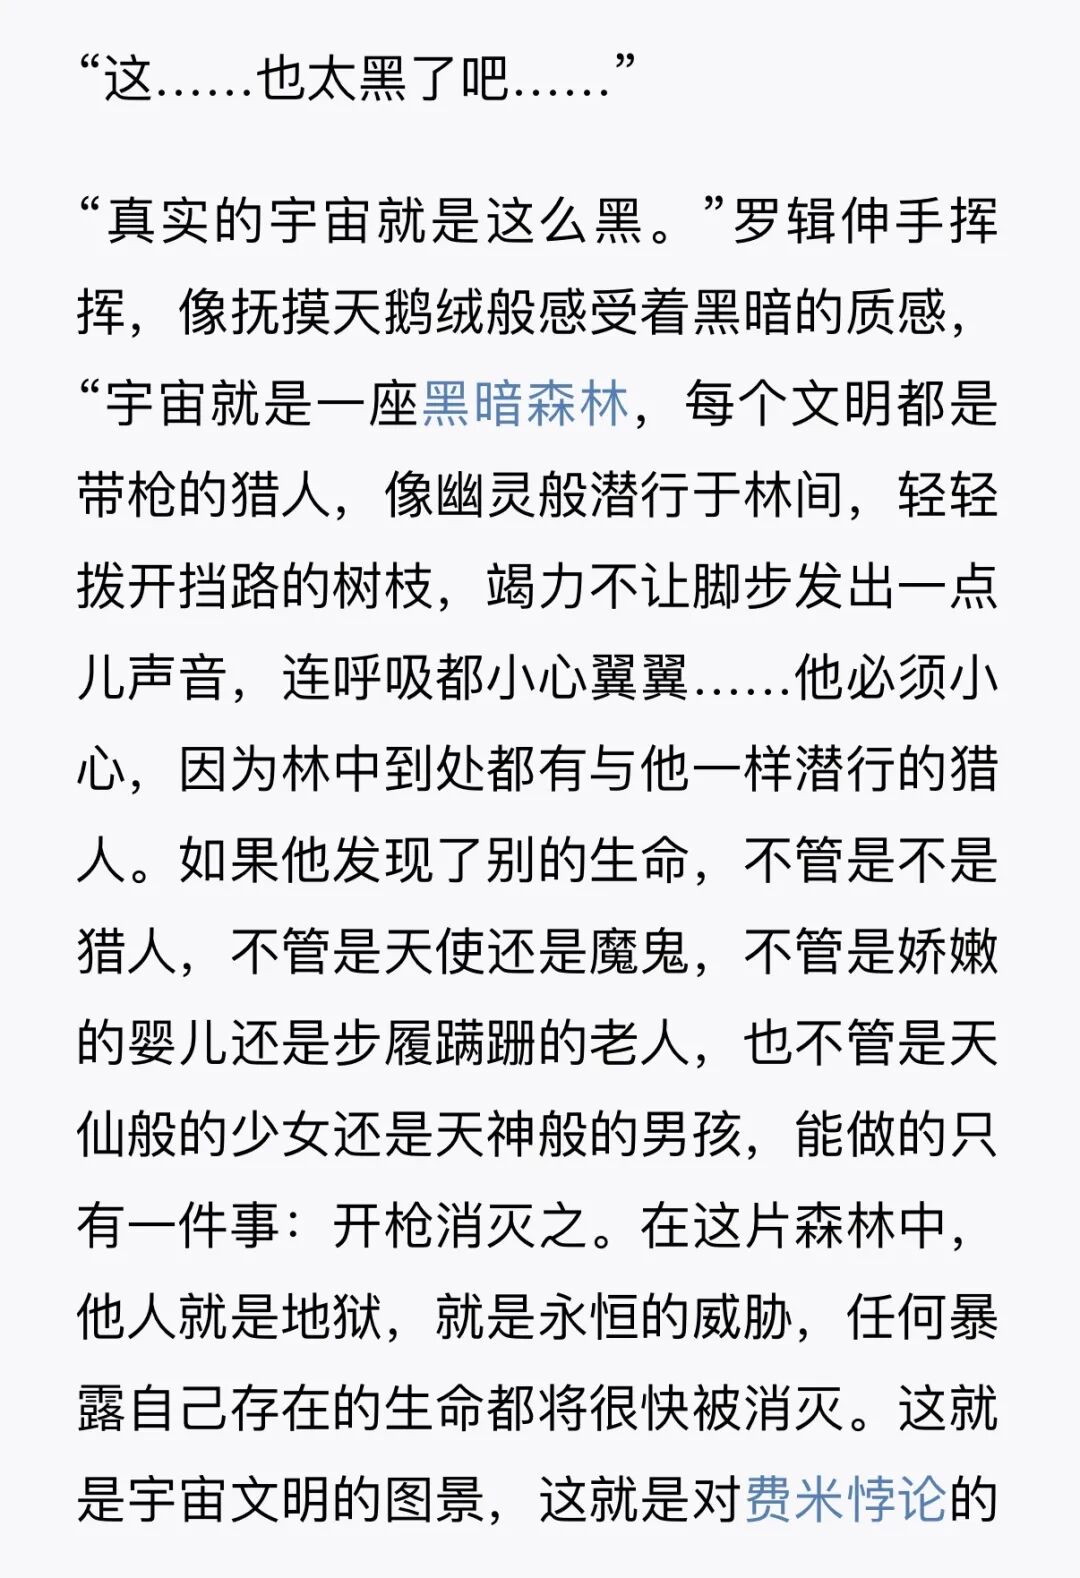 “这……也太黑了吧……”
“真实的宇宙就是这么黑。”罗辑伸手挥
挥，像抚摸天鹅绒般感受着黑暗的质感，
“宇宙就是一座黑暗森林，每个文明都是
带枪的猎人，像幽灵般潜行于林间，轻轻
拨开挡路的树枝，竭力不让脚步发出一点
儿声音，连呼吸都小心翼翼……他必须小
心，因为林中到处都有与他一样潜行的猎
人。如果他发现了别的生命，不管是不是
猎人，不管是天使还是魔鬼，不管是娇嫩
的婴儿还是步履蹒跚的老人，也不管是天
仙般的少女还是天神般的男孩，能做的只
有一件事：开枪消灭之。在这片森林中，
他人就是地狱，就是永恒的威胁，任何暴
露自己存在的生命都将很快被消灭。这就
是宇宙文明的图景，这就是对费米悖论的